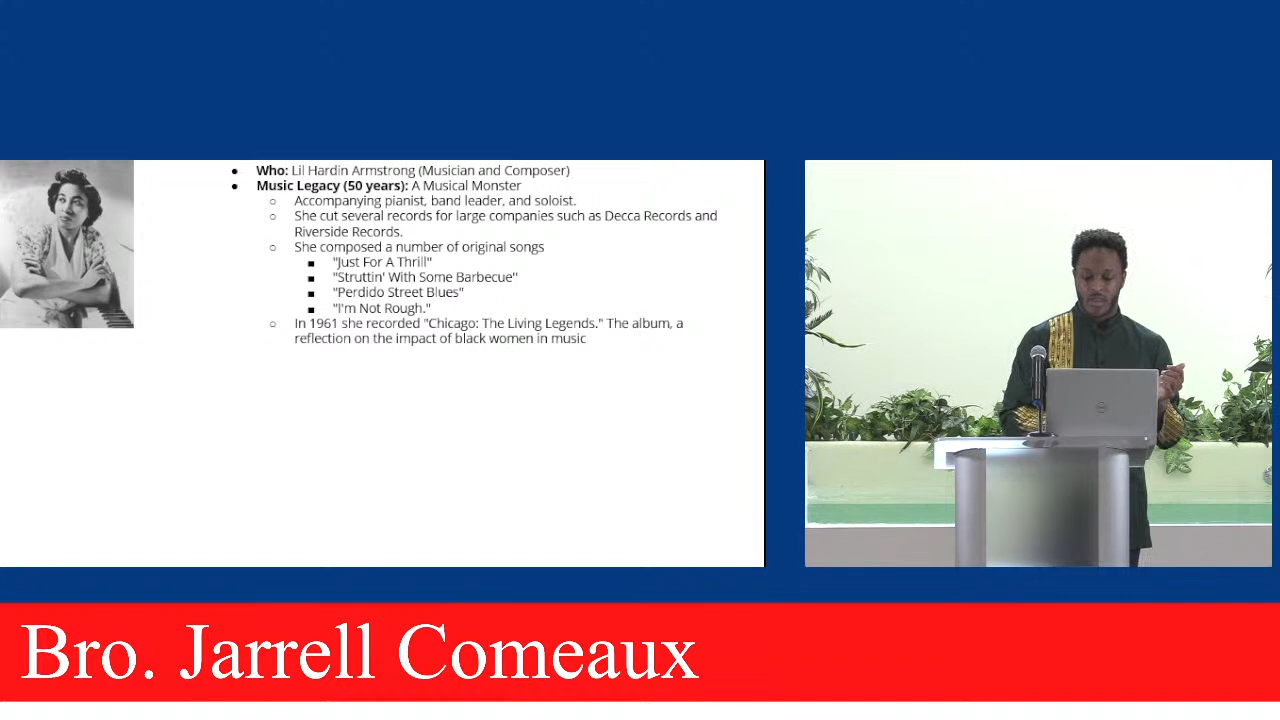 Who: Lil Hardin Armstrong (Musician and Composer)
Music Legacy (50 years): A Musical Monster
Accompanying pianist, band leader, and soloist.
She cut several records for large companies such as Decca Records and
Riverside Records.
She composed a number of original songs
"Just For A Thrill"
"Struttin' With Some Barbecue"
"Perdido Street Blues"
"I'm Not Rough."
In 1961 she recorded "Chicago: The Living Legends." The album, a
reflection on the impact of black women in music
Bro. Jarrell Comeaux